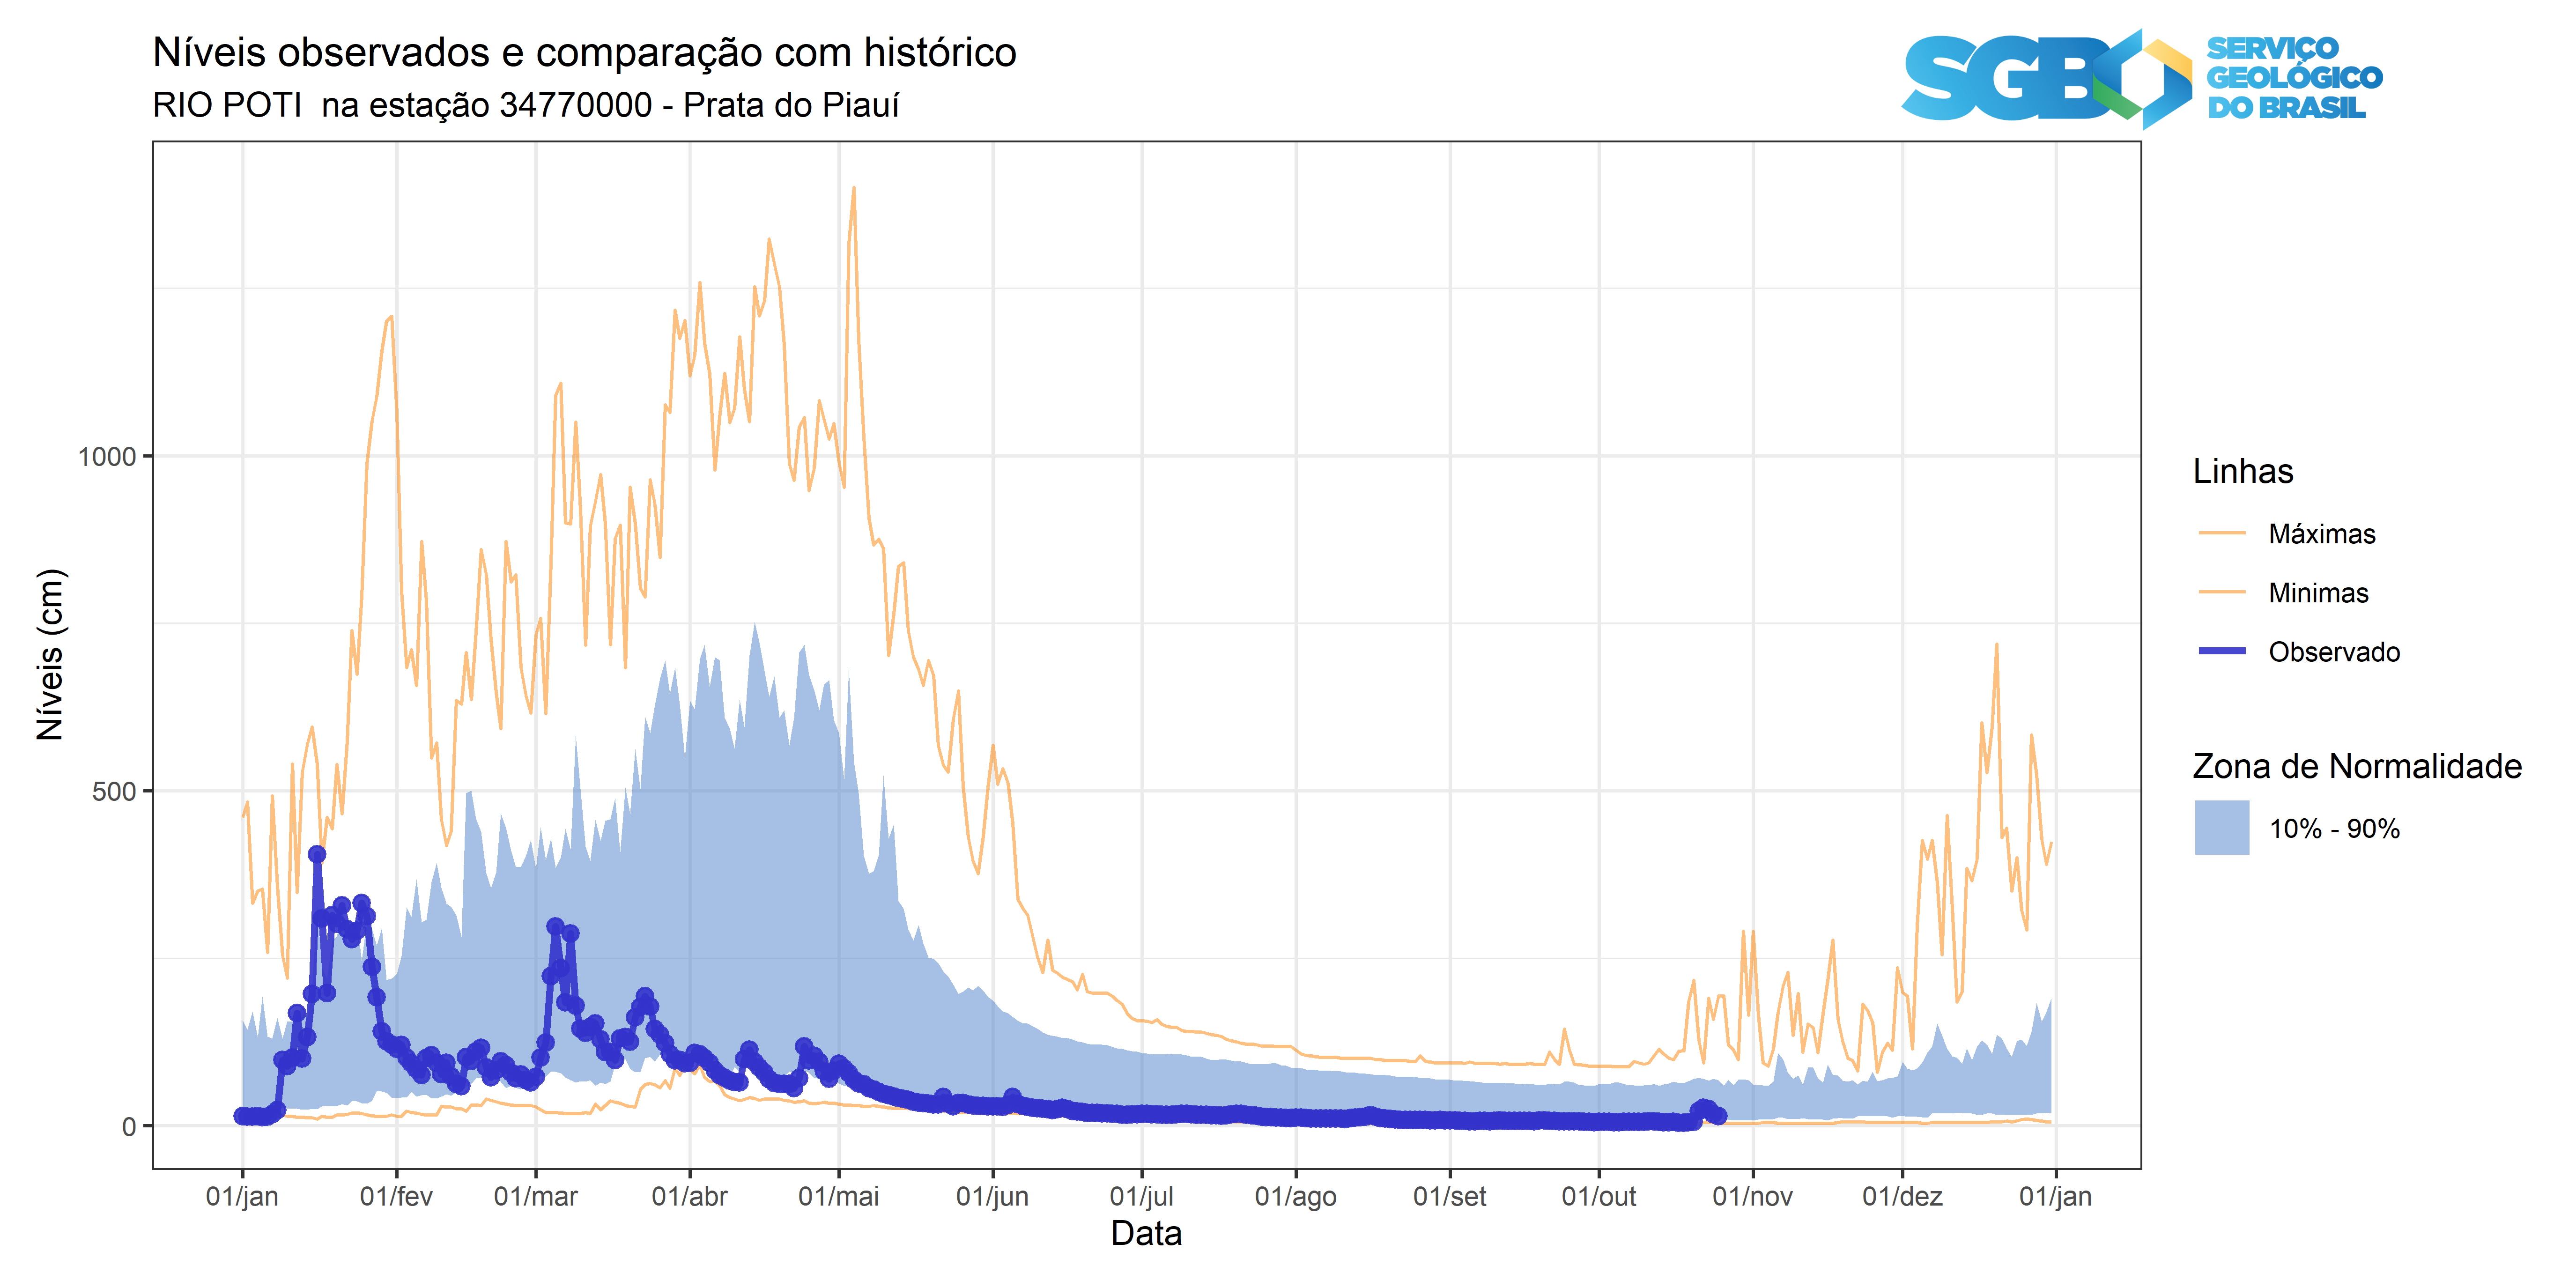 Níveis observados e comparação com histórico
RIO POTI  na estação 34770000 - Prata do Piauí
SGB
SERVIÇO
GEOLÓGICO
DO BRASIL
Níveis (cm)
1000
500
0
01/jan
01/fev
01/mar
01/abr
01/mai
01/jun
01/jul
01/ago
01/set
01/out
01/nov
01/dez
01/jan
Data
Linhas
Máximas
Minimas
Observado
Zona de Normalidade
10% - 90%